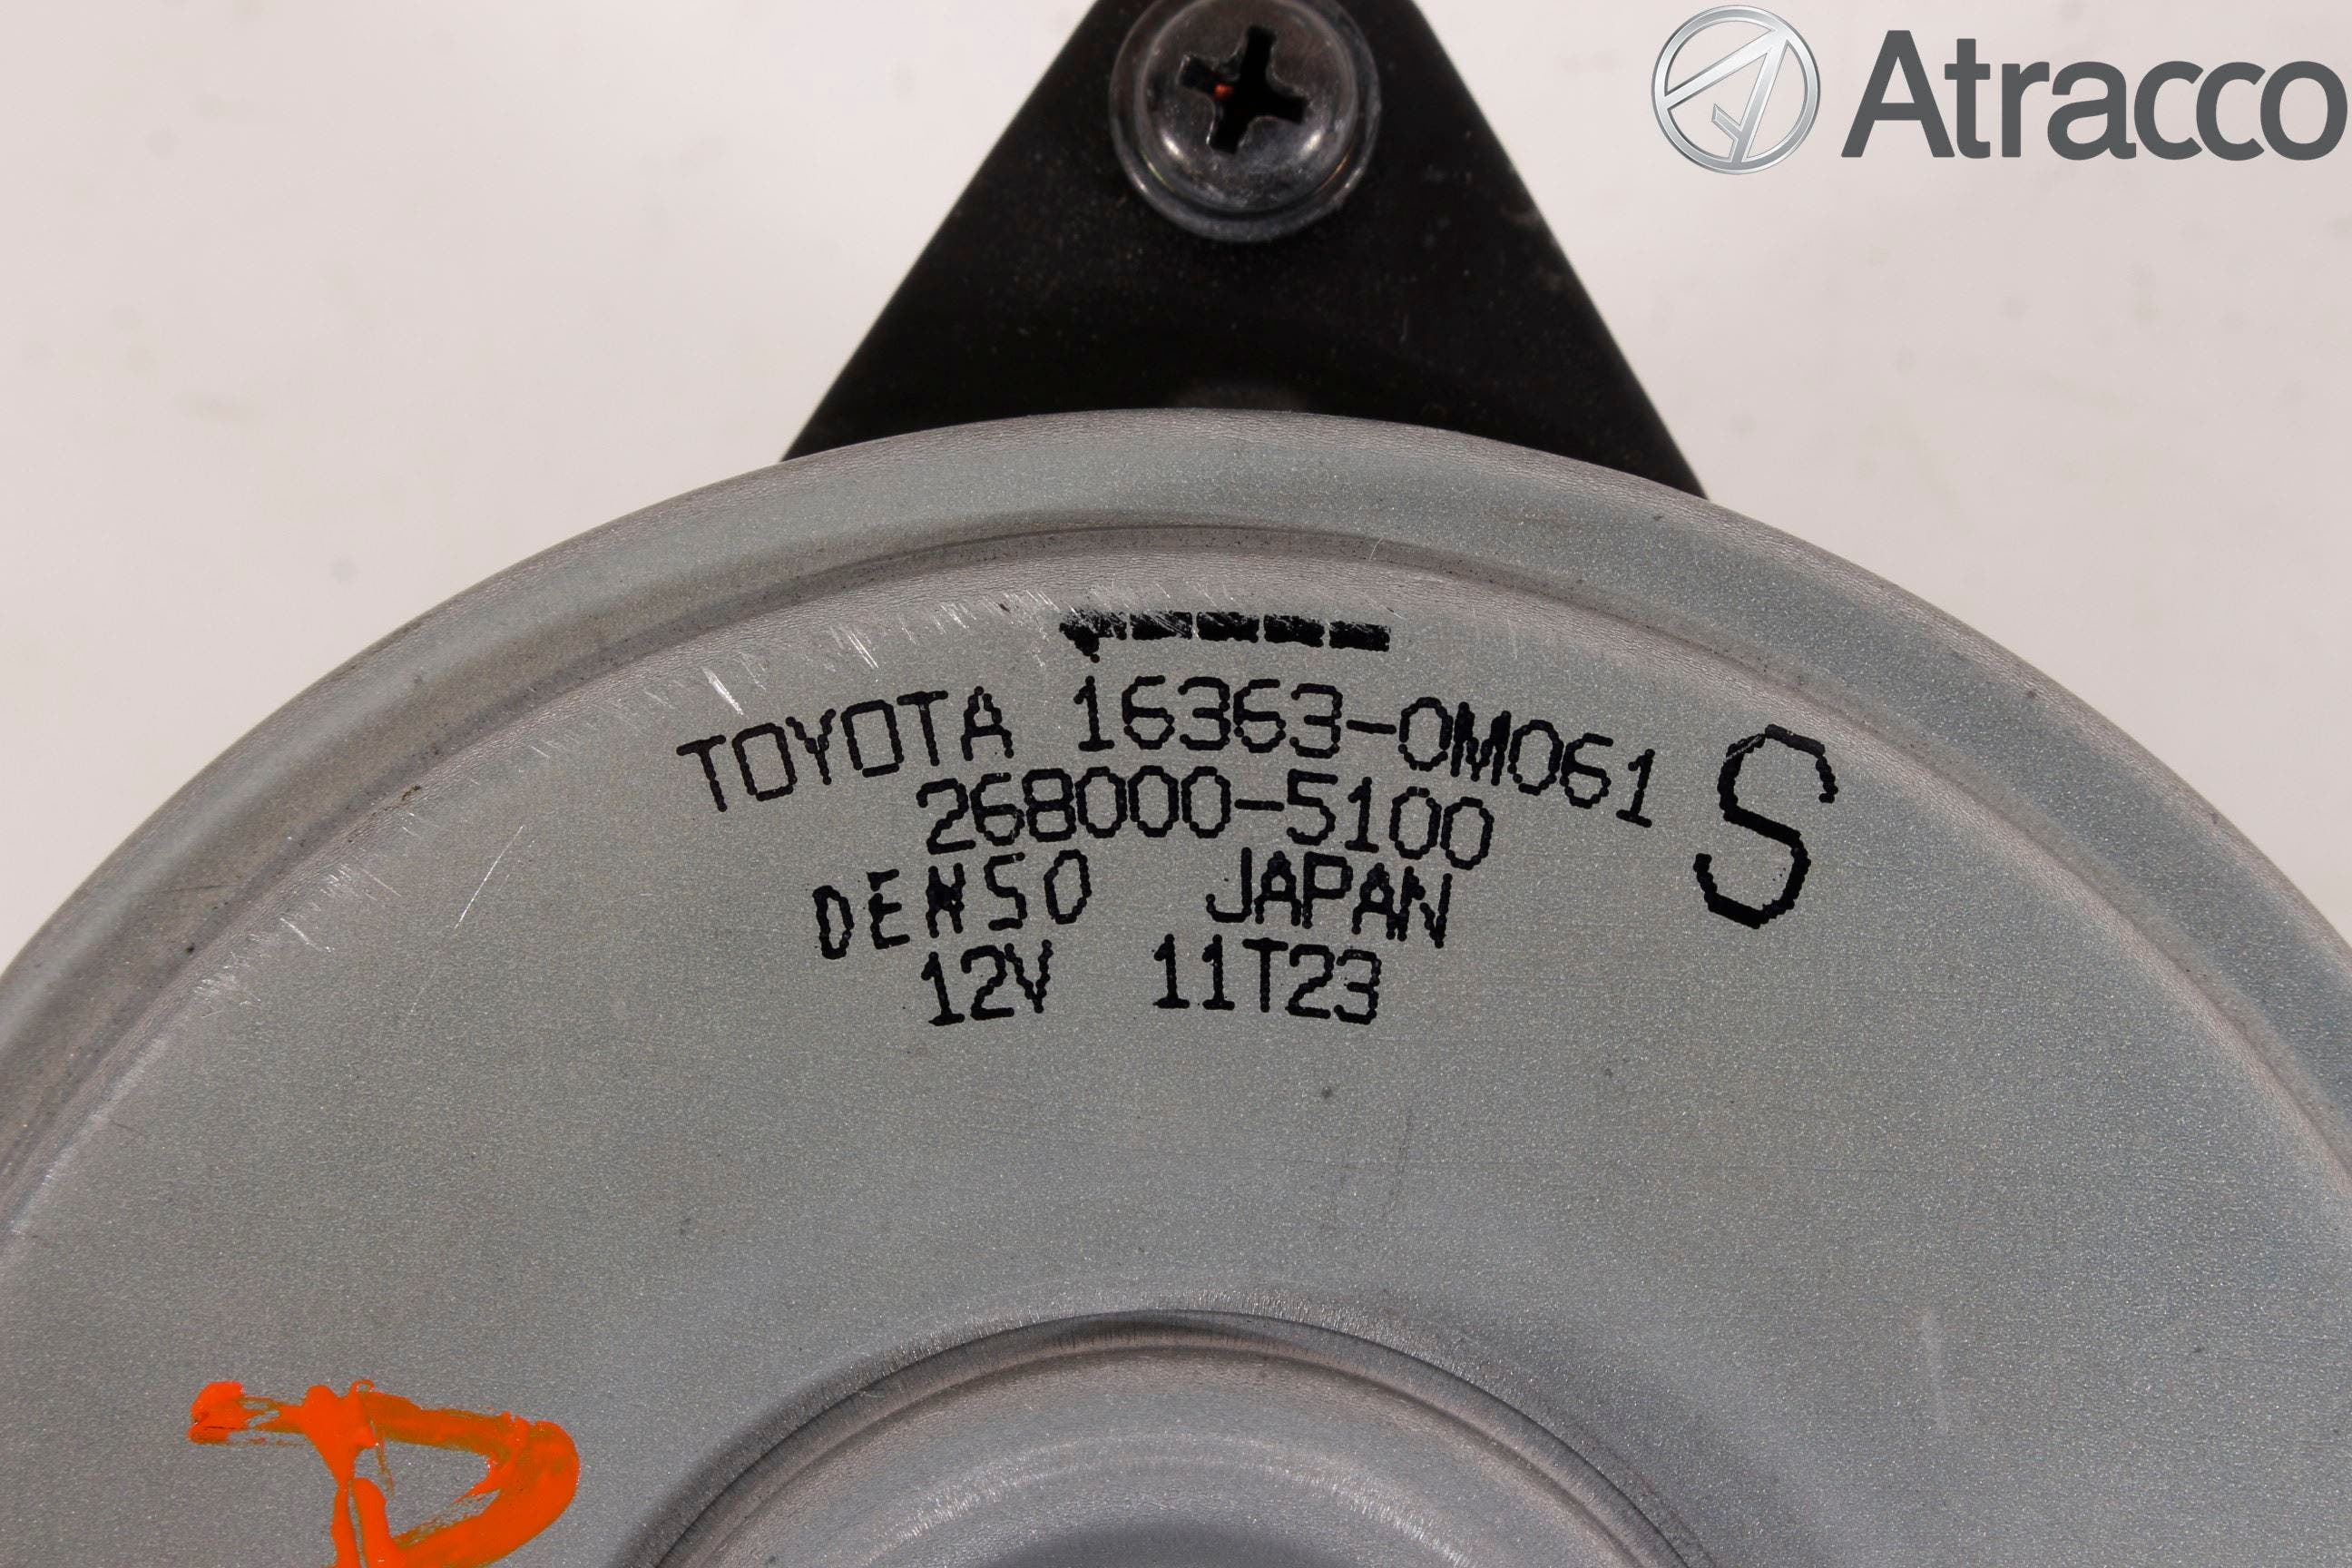 Atracco
TOYOTA 16363-0M061 S
268000-5100
DENSO JAPAN
12V 11T23